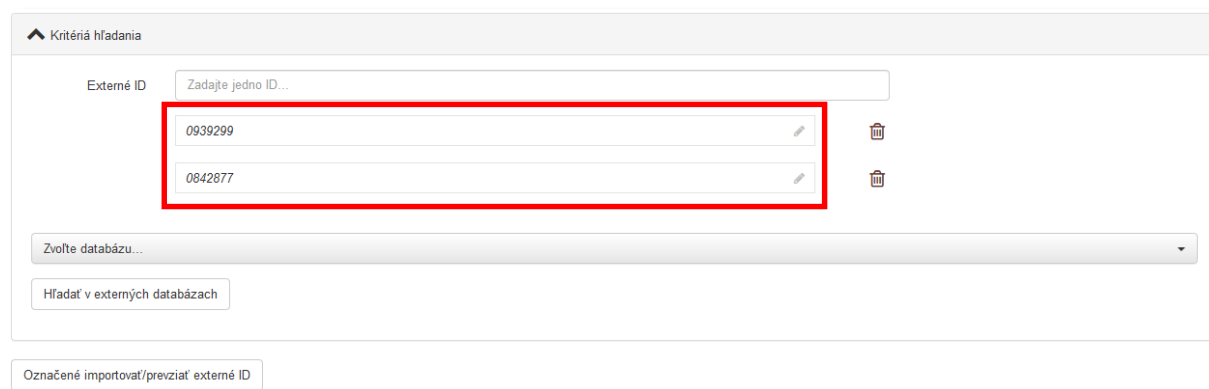 Kritériá hľadania
Externé ID
Zadajte jedno ID...
0939299
0842877
Zvoľte databázu...
Hľadať v externých databázach
Označené importovať/prevziať externé ID